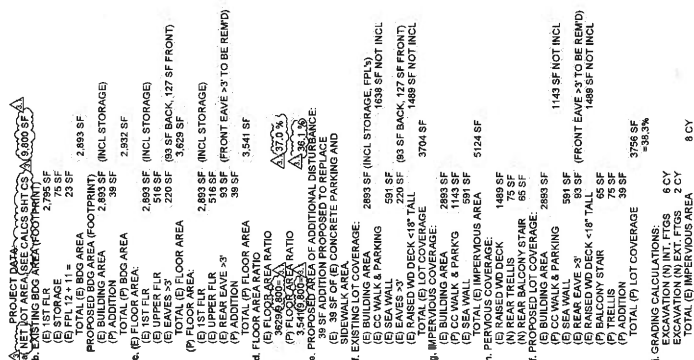 PROJECT DATA
a. NET LOT AREA (SEE CALCS SHT CS 9,800 SF
b. EXISTING BDG AREA (FOOTPRINT)
(E) 1ST FLR 2,795 SF
(E) STORAGE 75 SF
(E) FPL 12 + 11 = 23 SF
TOTAL (E) BDG AREA 2,893 SF
PROPOSED BDG AREA (FOOTPRINT)
(E) BUILDING AREA 2,893 SF (INCL STORAGE)
(P) ADDITION 39 SF
TOTAL (P) BDG AREA 2,932 SF
c. (E) FLOOR AREA:
(E) 1ST FLR 2,893 SF (INCL STORAGE)
(E) UPPER FLR 516 SF
(E) EAVES >3' 220 SF (93 SF BACK, 127 SF FRONT)
TOTAL (E) FLOOR AREA 3,629 SF
(P) FLOOR AREA:
(E) 1ST FLR 2,893 SF (INCL STORAGE)
(E) UPPER FLR 516 SF
(E) REAR EAVE >3' 93 SF (FRONT EAVE >3' TO BE REM'D)
(P) ADDITION 39 SF
TOTAL (P) FLOOR AREA 3,541 SF
d. FLOOR AREA RATIO
(E) FLOOR AREA RATIO
3629/9,800= 37.0 %
(P) FLOOR AREA RATIO
3,541/9,800= 36.1 %
e. PROPOSED AREA OF ADDITIONAL DISTURBANCE:
39 SF ADDITION PROPOSED TO REPLACE
39 SF OF (E) CONCRETE PARKING AND
SIDEWALK AREA.
f. EXISTING LOT COVERAGE:
(E) BUILDING AREA 2893 SF (INCL STORAGE, FPL's)
(E) CC WALK & PARKING 1638 SF NOT INCL
(E) SEA WALL 591 SF
(E) EAVES >3' 220 SF (93 SF BACK, 127 SF FRONT)
(E) RAISED WD DECK <18" TALL 1489 SF NOT INCL
TOTAL (E) LOT COVERAGE 3704 SF
g. IMPERVIOUS COVERAGE:
(E) BUILDING AREA 2893 SF
(P) CC WALK & PARK'G 1143 SF
(E) SEA WALL 591 SF
TOTAL (E) IMPERVIOUS AREA 5124 SF
h. PERVIOUS COVERAGE:
(E) RAISED WD DECK 1489 SF
(N) REAR TRELLIS 75 SF
(N) REAR BALCONY STAIR 65 SF
i. PROPOSED LOT COVERAGE:
(E) BUILDING AREA 2893 SF
(P) CC WALK & PARKING 1143 SF NOT INCL
(E) SEA WALL 591 SF
(E) REAR EAVE >3' 93 SF (FRONT EAVE >3' TO BE REM'D)
(E) RAISED WD DECK <18" TALL 1489 SF NOT INCL
(P) BALCONY STAIR 65 SF
(P) TRELLIS 75 SF
(P) ADDITION 39 SF
TOTAL (P) LOT COVERAGE 3756 SF
=38.3%
GRADING CALCULATIONS:
EXCAVATION (N) INT. FTGS 6 CY
EXCAVATION (N) EXT. FTGS 2 CY
TOTAL (E) IMPERVIOUS AREA 8 CY